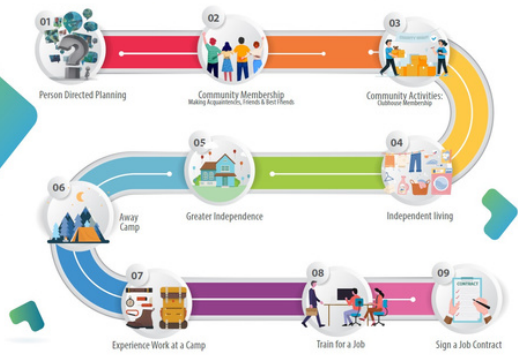 01
Person Directed Planning
02
Community Membership
Making Acquaintences, Friends & Best Friends
03
Community Activities:
Clubhouse Membership
04
Independent living
05
Greater Independence
06
Away
Camp
07
Experience Work at a Camp
08
Train for a Job
09
CONTRACT
Sign a Job Contract